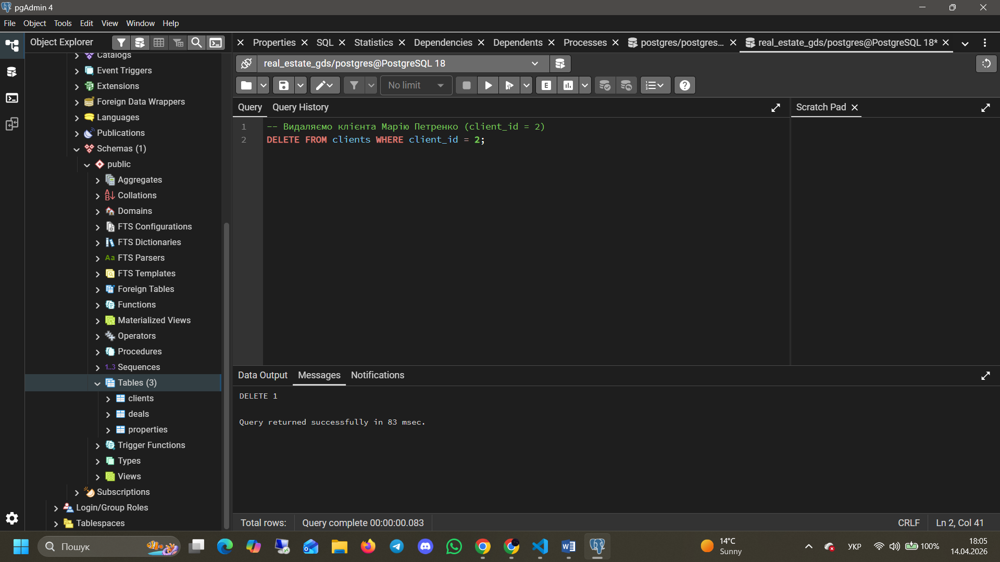 pgAdmin 4
File Object Tools Edit View Window Help
Object Explorer
Properties SQL Statistics Dependencies Dependents Processes postgres/postgres... real_estate_gds/postgres@PostgreSQL 18*
real_estate_gds/postgres@PostgreSQL 18
No limit
E
Query Query History
Scratch Pad
1 -- Видаляємо клієнта Марію Петренко (client_id = 2)
2 DELETE FROM clients WHERE client_id = 2;
Catalogs
Event Triggers
Extensions
Foreign Data Wrappers
Languages
Publications
Schemas (1)
public
Aggregates
Collations
Domains
FTS Configurations
FTS Dictionaries
Aa FTS Parsers
FTS Templates
Foreign Tables
Functions
Materialized Views
Operators
Procedures
1..3 Sequences
Tables (3)
clients
deals
properties
Trigger Functions
Types
Views
Subscriptions
Login/Group Roles
Tablespaces
Data Output Messages Notifications
DELETE 1
Query returned successfully in 83 msec.
Total rows: Query complete 00:00:00.083
CRLF Ln 2, Col 41
Пошук
14°C
Sunny
УКР
100%
18:05
14.04.2026